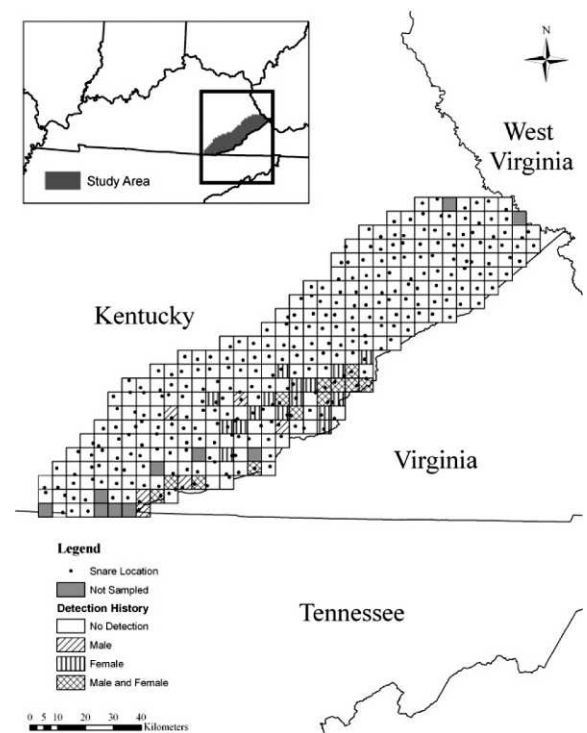 N
West
Virginia
Study Area
Kentucky
Virginia
Legend
Snare Location
Not Sampled
Detection History
No Detection
Male
Female
Male and Female
Tennessee
0 5 10 20 30 40
Kilometers